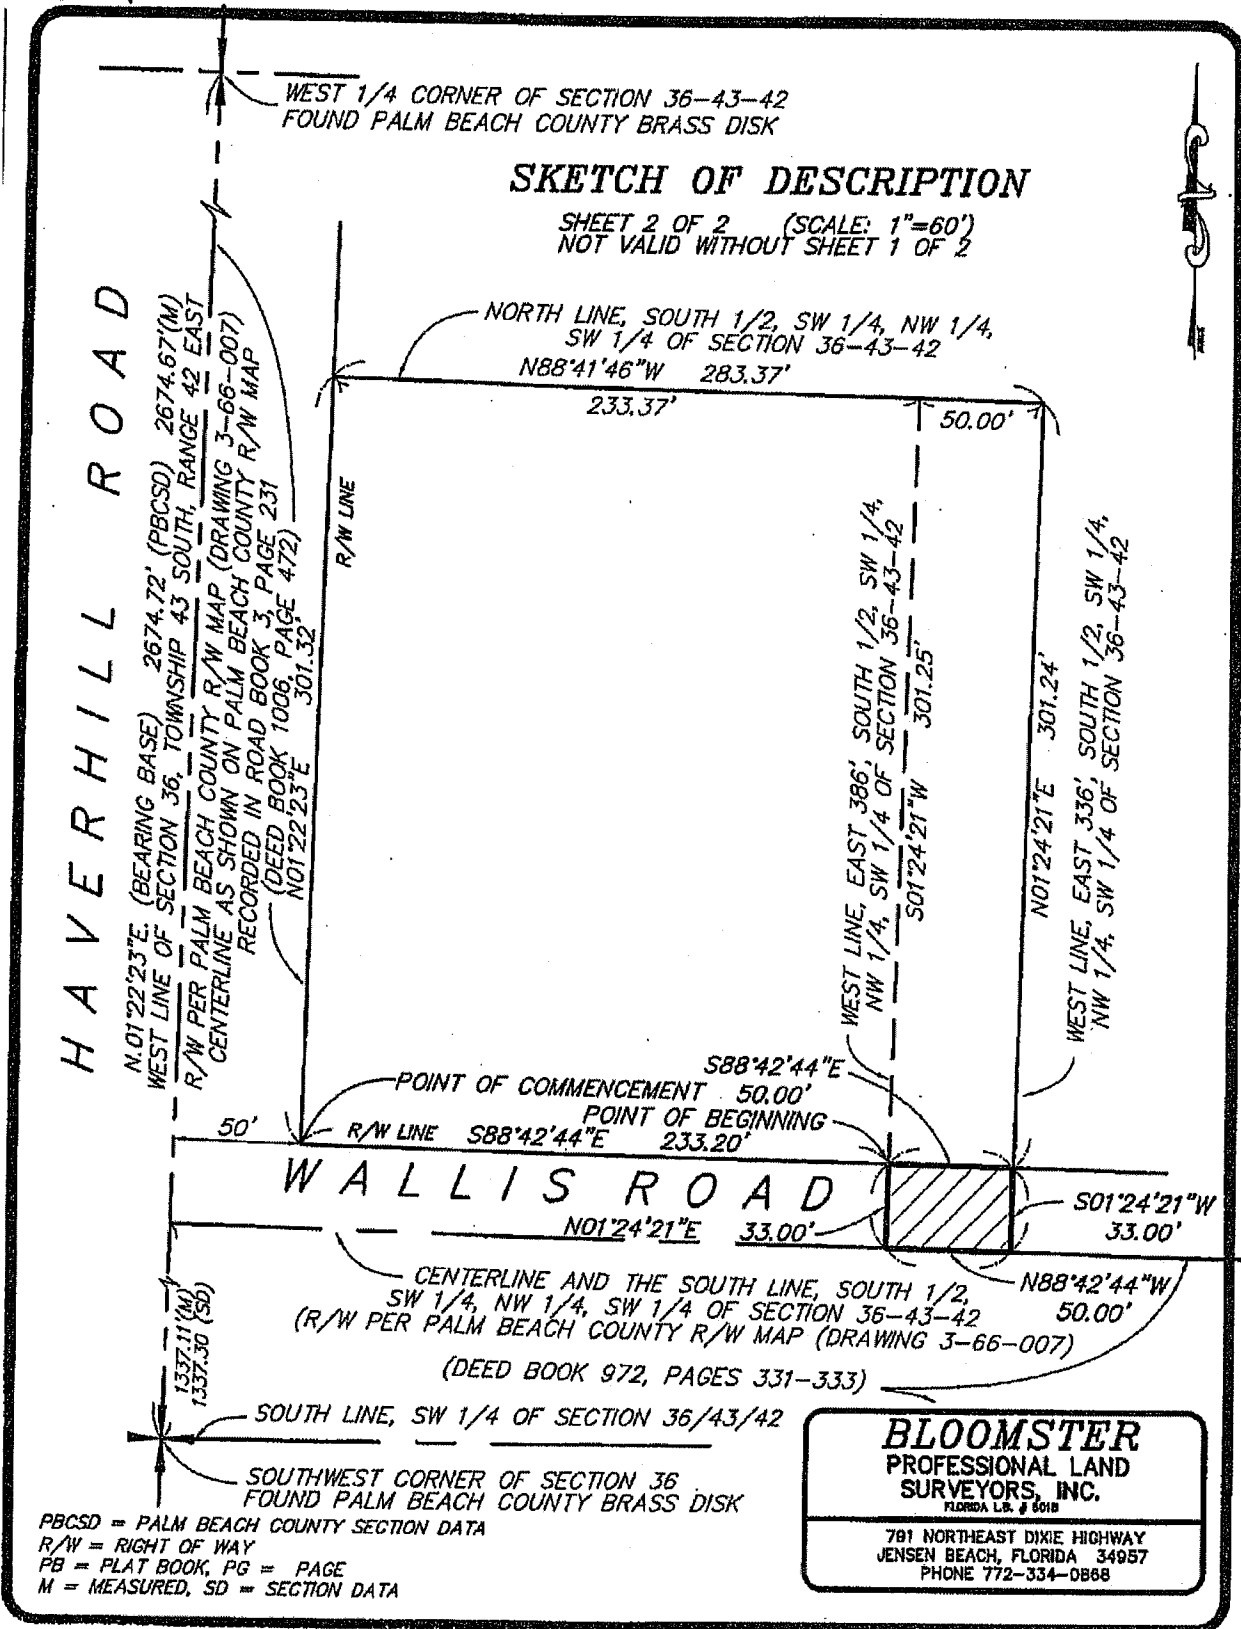 WEST 1/4 CORNER OF SECTION 36-43-42
FOUND PALM BEACH COUNTY BRASS DISK
SKETCH OF DESCRIPTION
SHEET 2 OF 2 (SCALE: 1"=60')
NOT VALID WITHOUT SHEET 1 OF 2
NORTH LINE, SOUTH 1/2, SW 1/4, NW 1/4,
SW 1/4 OF SECTION 36-43-42
N88°41'46"W 283.37'
233.37'
50.00'
HAVERHILL ROAD
N.01°22'23"E. (BEARING BASE) 2674.72' (PBCSD) 2674.67'(M)
WEST LINE OF SECTION 36, TOWNSHIP 43 SOUTH, RANGE 42 EAST
R/W PER PALM BEACH COUNTY R/W MAP (DRAWING 3-66-007)
CENTERLINE AS SHOWN ON PALM BEACH COUNTY R/W MAP
RECORDED IN ROAD BOOK 3, PAGE 231
(DEED BOOK 1006, PAGE 472)
N01°22'23"E 301.32'
R/W LINE
WEST LINE, EAST 386', SOUTH 1/2, SW 1/4,
NW 1/4, SW 1/4 OF SECTION 36-43-42
S01°24'21"W 301.25'
N01°24'21"E 301.24'
WEST LINE, EAST 336', SOUTH 1/2, SW 1/4,
NW 1/4, SW 1/4 OF SECTION 36-43-42
S88°42'44"E
50.00'
POINT OF COMMENCEMENT
POINT OF BEGINNING
50'
R/W LINE S88°42'44"E 233.20'
WALLIS ROAD
N01°24'21"E 33.00'
S01°24'21"W
33.00'
N88°42'44"W
50.00'
CENTERLINE AND THE SOUTH LINE, SOUTH 1/2,
SW 1/4, NW 1/4, SW 1/4 OF SECTION 36-43-42
(R/W PER PALM BEACH COUNTY R/W MAP (DRAWING 3-66-007)
(DEED BOOK 972, PAGES 331-333)
1337.11'(M)
1337.30 (SD)
SOUTH LINE, SW 1/4 OF SECTION 36/43/42
SOUTHWEST CORNER OF SECTION 36
FOUND PALM BEACH COUNTY BRASS DISK
PBCSD = PALM BEACH COUNTY SECTION DATA
R/W = RIGHT OF WAY
PB = PLAT BOOK, PG = PAGE
M = MEASURED, SD = SECTION DATA
BLOOMSTER
PROFESSIONAL LAND
SURVEYORS, INC.
FLORIDA L.B. # 6018
791 NORTHEAST DIXIE HIGHWAY
JENSEN BEACH, FLORIDA 34957
PHONE 772-334-0868